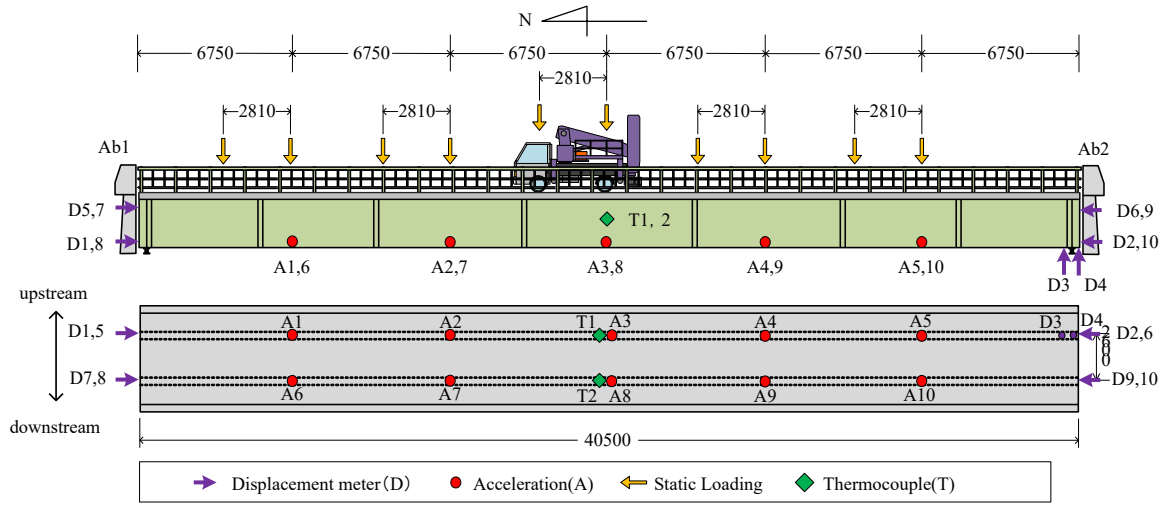 N
6750 6750 6750 6750 6750 6750
2810
2810 2810 2810 2810
Ab1 Ab2
D5,7 T1, 2 D6,9
D1,8 D2,10
A1,6 A2,7 A3,8 A4,9 A5,10
D3 D4
upstream
D1,5 A1 A2 T1 A3 A4 A5 D3 D4 D2,6
2600
D7,8 A6 A7 T2 A8 A9 A10 D9,10
downstream
40500
Displacement meter(D) Acceleration(A) Static Loading Thermocouple(T)